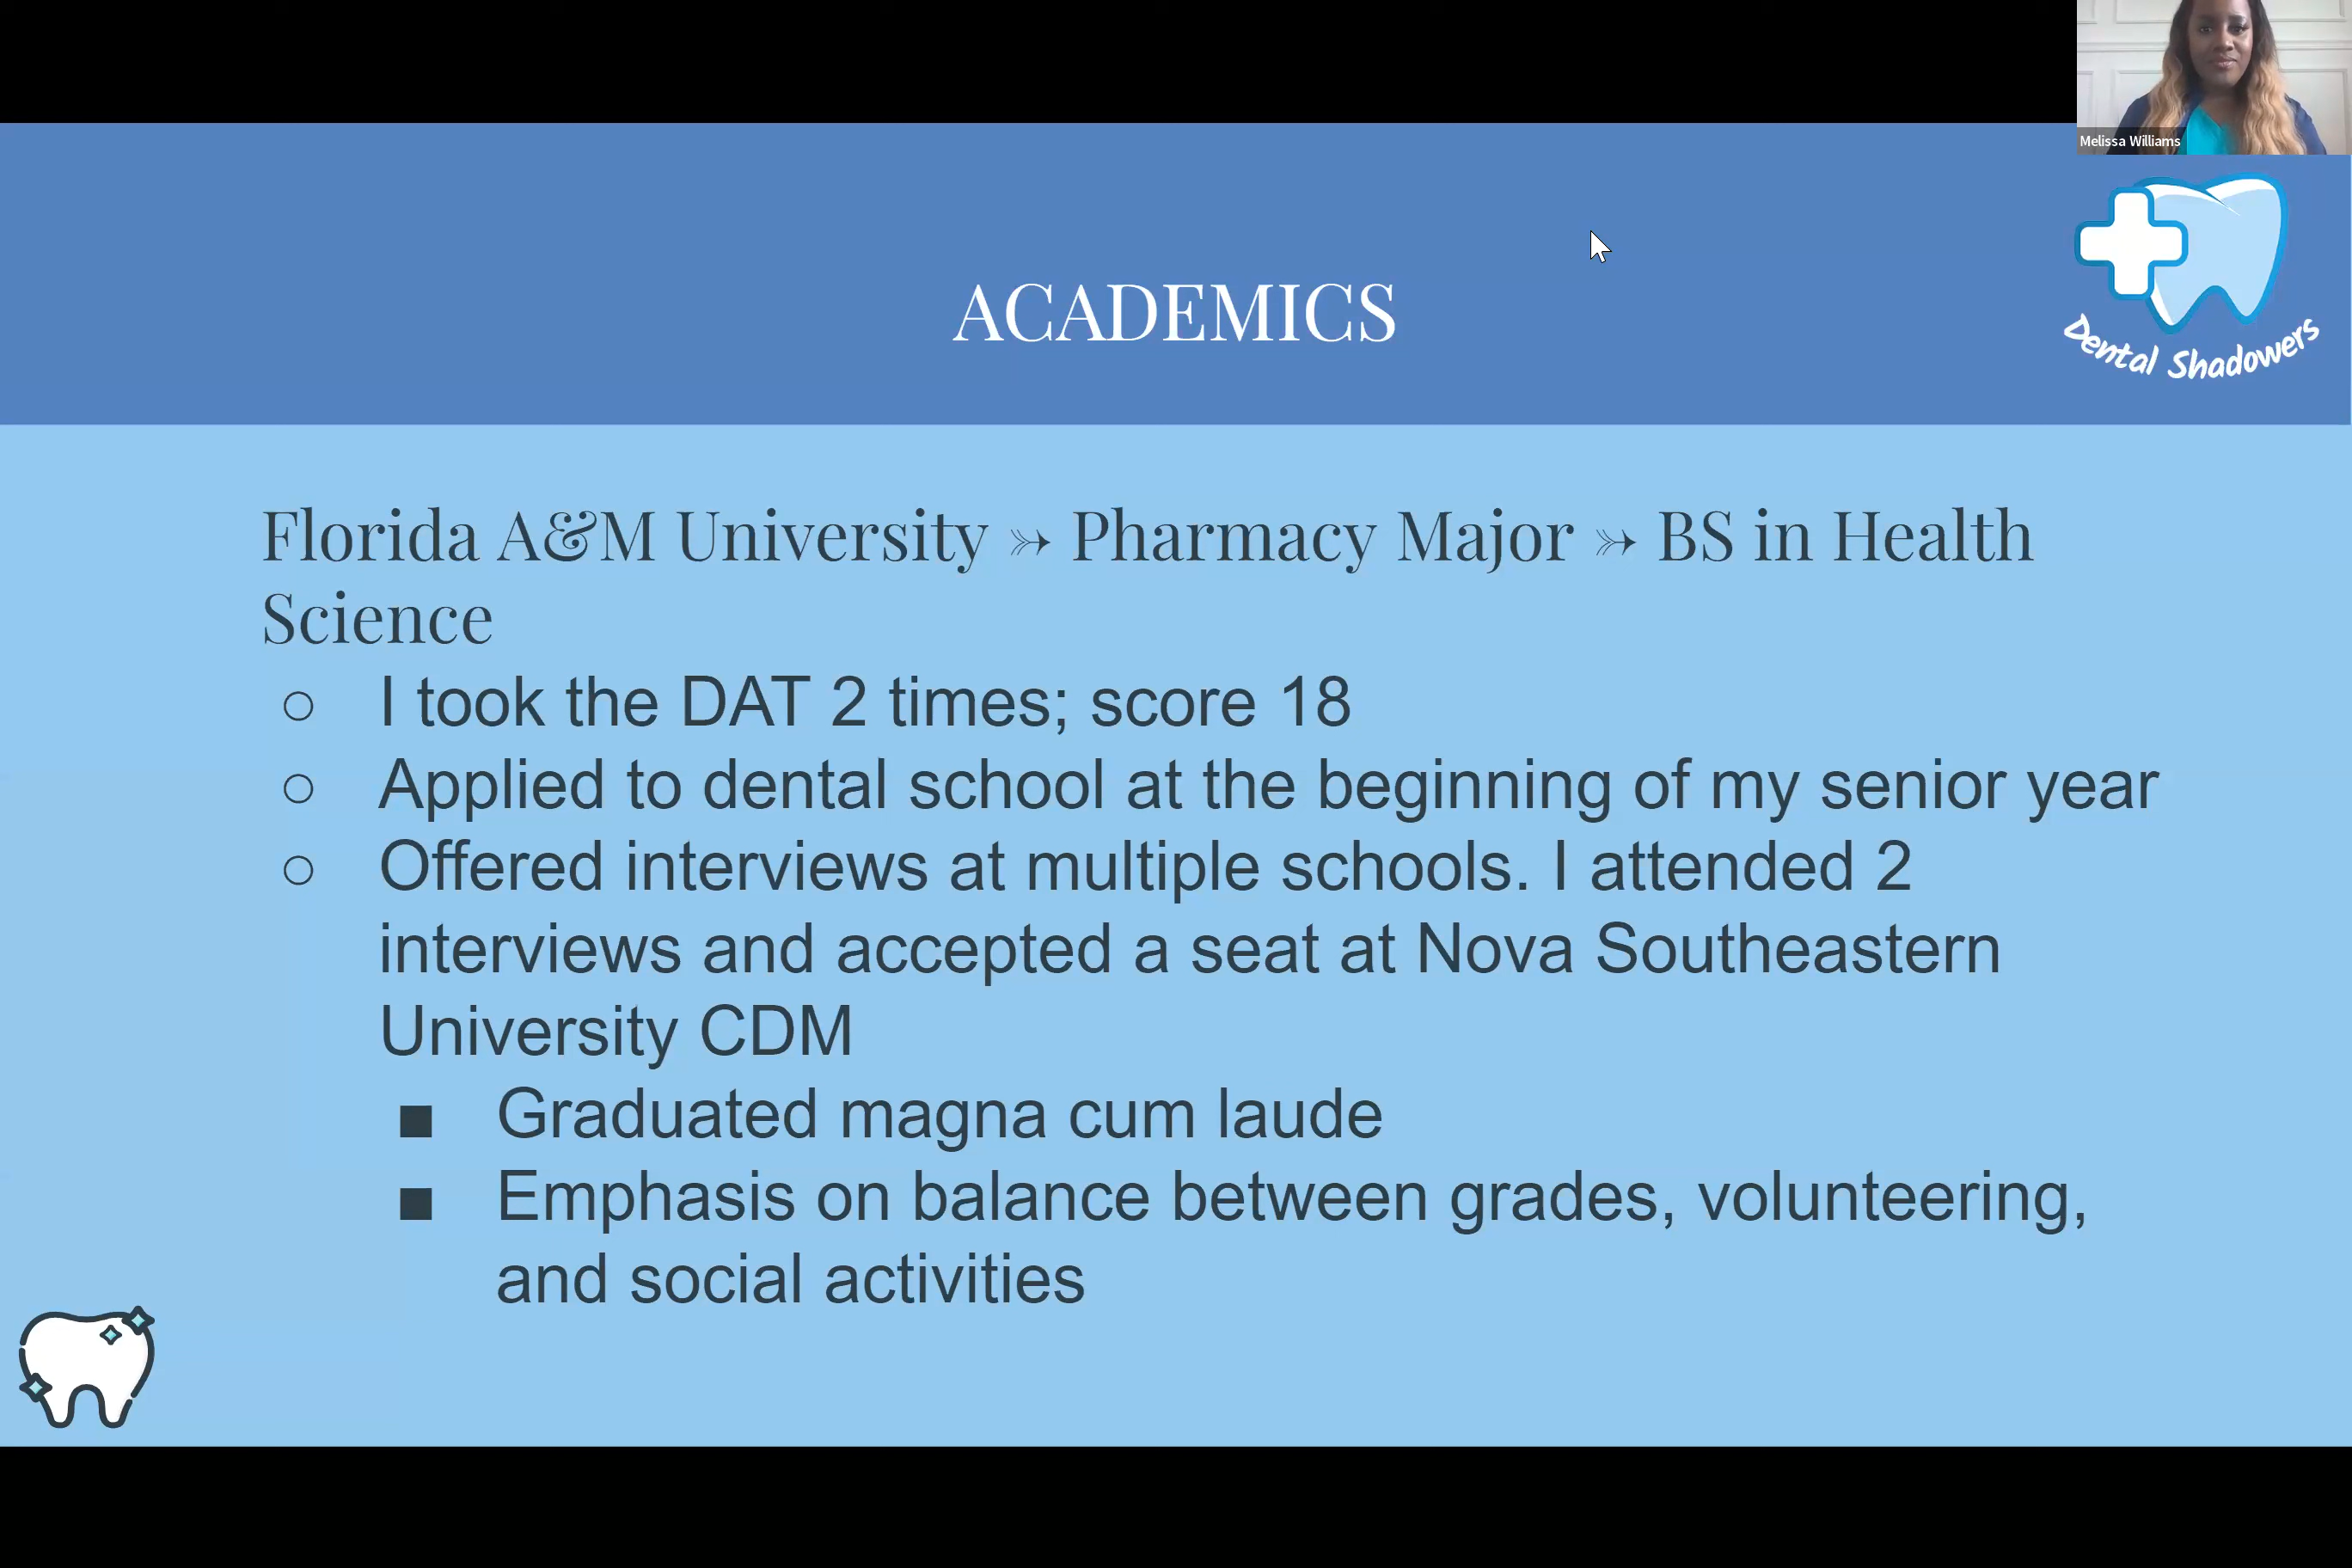 Melissa Williams
Dental Shadowers
ACADEMICS
Florida A&M University ➳ Pharmacy Major ➳ BS in Health
Science
○ I took the DAT 2 times; score 18
○ Applied to dental school at the beginning of my senior year
○ Offered interviews at multiple schools. I attended 2
interviews and accepted a seat at Nova Southeastern
University CDM
■ Graduated magna cum laude
■ Emphasis on balance between grades, volunteering,
and social activities